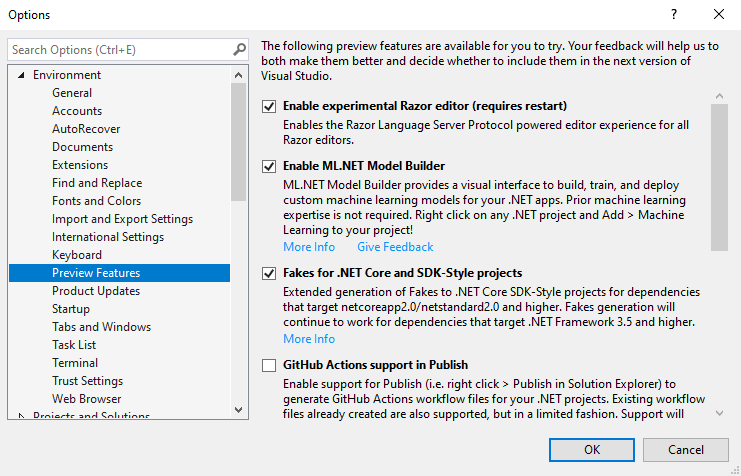 Options
?
Search Options (Ctrl+E)
Environment
General
Accounts
AutoRecover
Documents
Extensions
Find and Replace
Fonts and Colors
Import and Export Settings
International Settings
Keyboard
Preview Features
Product Updates
Startup
Tabs and Windows
Task List
Terminal
Trust Settings
Web Browser
Projects and Solutions
The following preview features are available for you to try. Your feedback will help us to
both make them better and decide whether to include them in the next version of
Visual Studio.
Enable experimental Razor editor (requires restart)
Enables the Razor Language Server Protocol powered editor experience for all
Razor editors.
Enable ML.NET Model Builder
ML.NET Model Builder provides a visual interface to build, train, and deploy
custom machine learning models for your .NET apps. Prior machine learning
expertise is not required. Right click on any .NET project and Add > Machine
Learning to your project!
More Info Give Feedback
Fakes for .NET Core and SDK-Style projects
Extended generation of Fakes to .NET Core SDK-Style projects for dependencies
that target netcoreapp2.0/netstandard2.0 and higher. Fakes generation will
continue to work for dependencies that target .NET Framework 3.5 and higher.
More Info
GitHub Actions support in Publish
Enable support for Publish (i.e. right click > Publish in Solution Explorer) to
generate GitHub Actions workflow files for your .NET projects. Existing workflow
files already created are also supported, but in a limited fashion. Support will
OK
Cancel